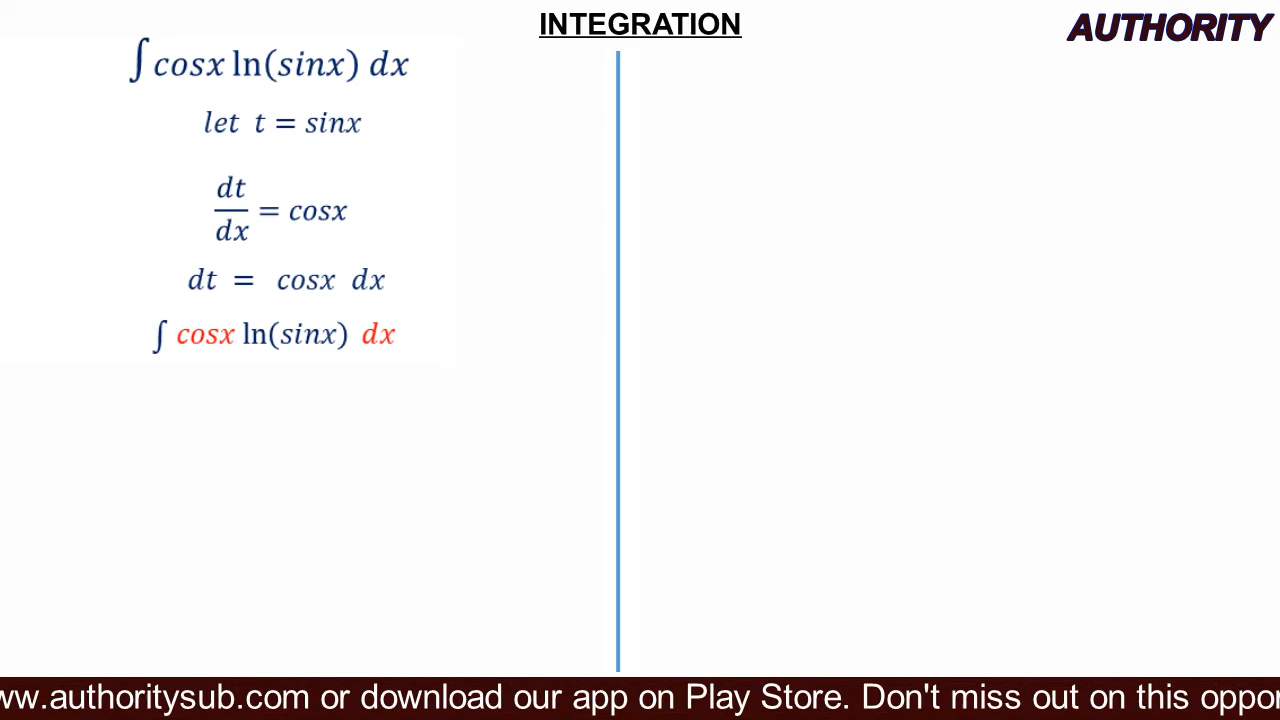 INTEGRATION
AUTHORITY
∫ cosx ln(sinx) dx
let t = sinx
dt/dx = cosx
dt = cosx dx
∫ cosx ln(sinx) dx
ww.authoritysub.com or download our app on Play Store. Don't miss out on this oppor